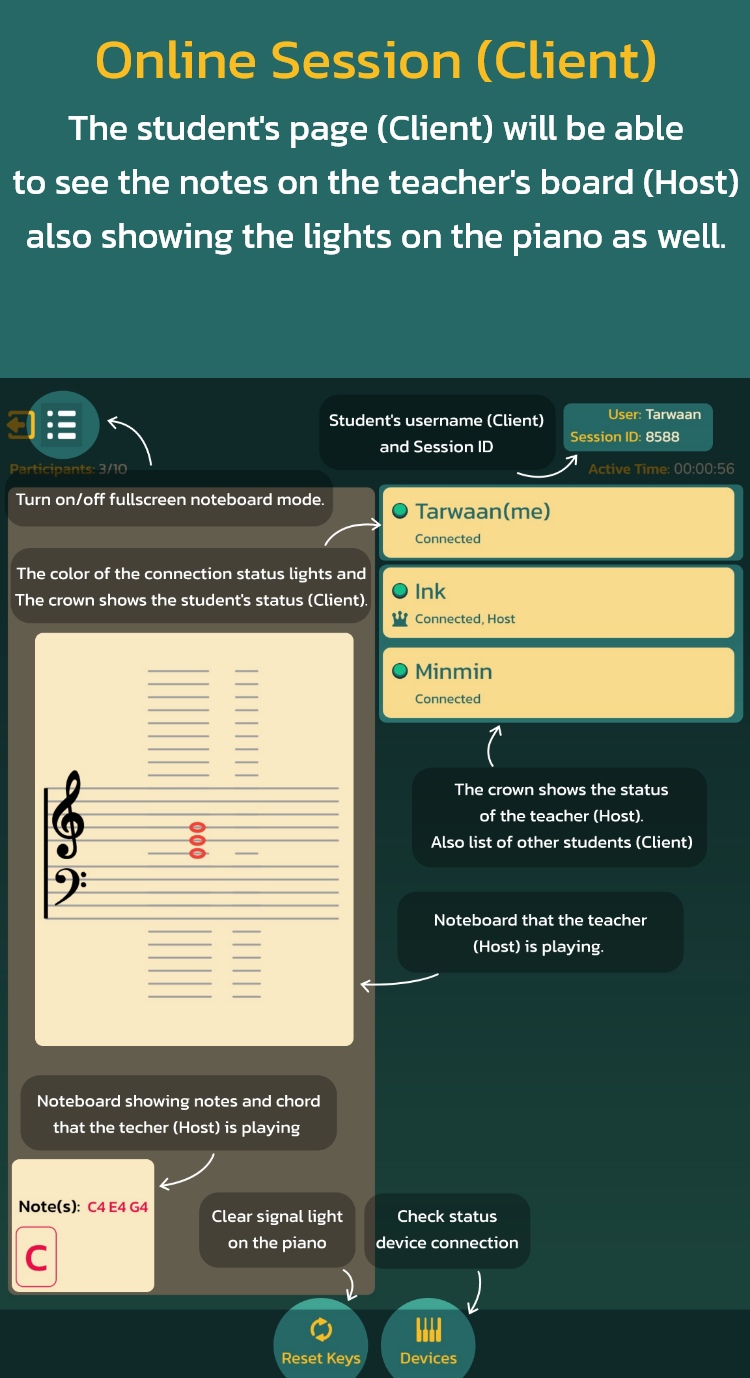 Online Session (Client)
The student's page (Client) will be able
to see the notes on the teacher's board (Host)
also showing the lights on the piano as well.
Student's username (Client)
and Session ID
User: Tarwaan
Session ID: 8588
Participants: 3/10
Active Time: 00:00:56
Turn on/off fullscreen noteboard mode.
Tarwaan(me)
Connected
The color of the connection status lights and
The crown shows the student's status (Client).
Ink
Connected, Host
Minmin
Connected
The crown shows the status
of the teacher (Host).
Also list of other students (Client)
Noteboard that the teacher
(Host) is playing.
Noteboard showing notes and chord
that the techer (Host) is playing
Note(s): C4 E4 G4
C
Clear signal light
on the piano
Check status
device connection
Reset Keys
Devices